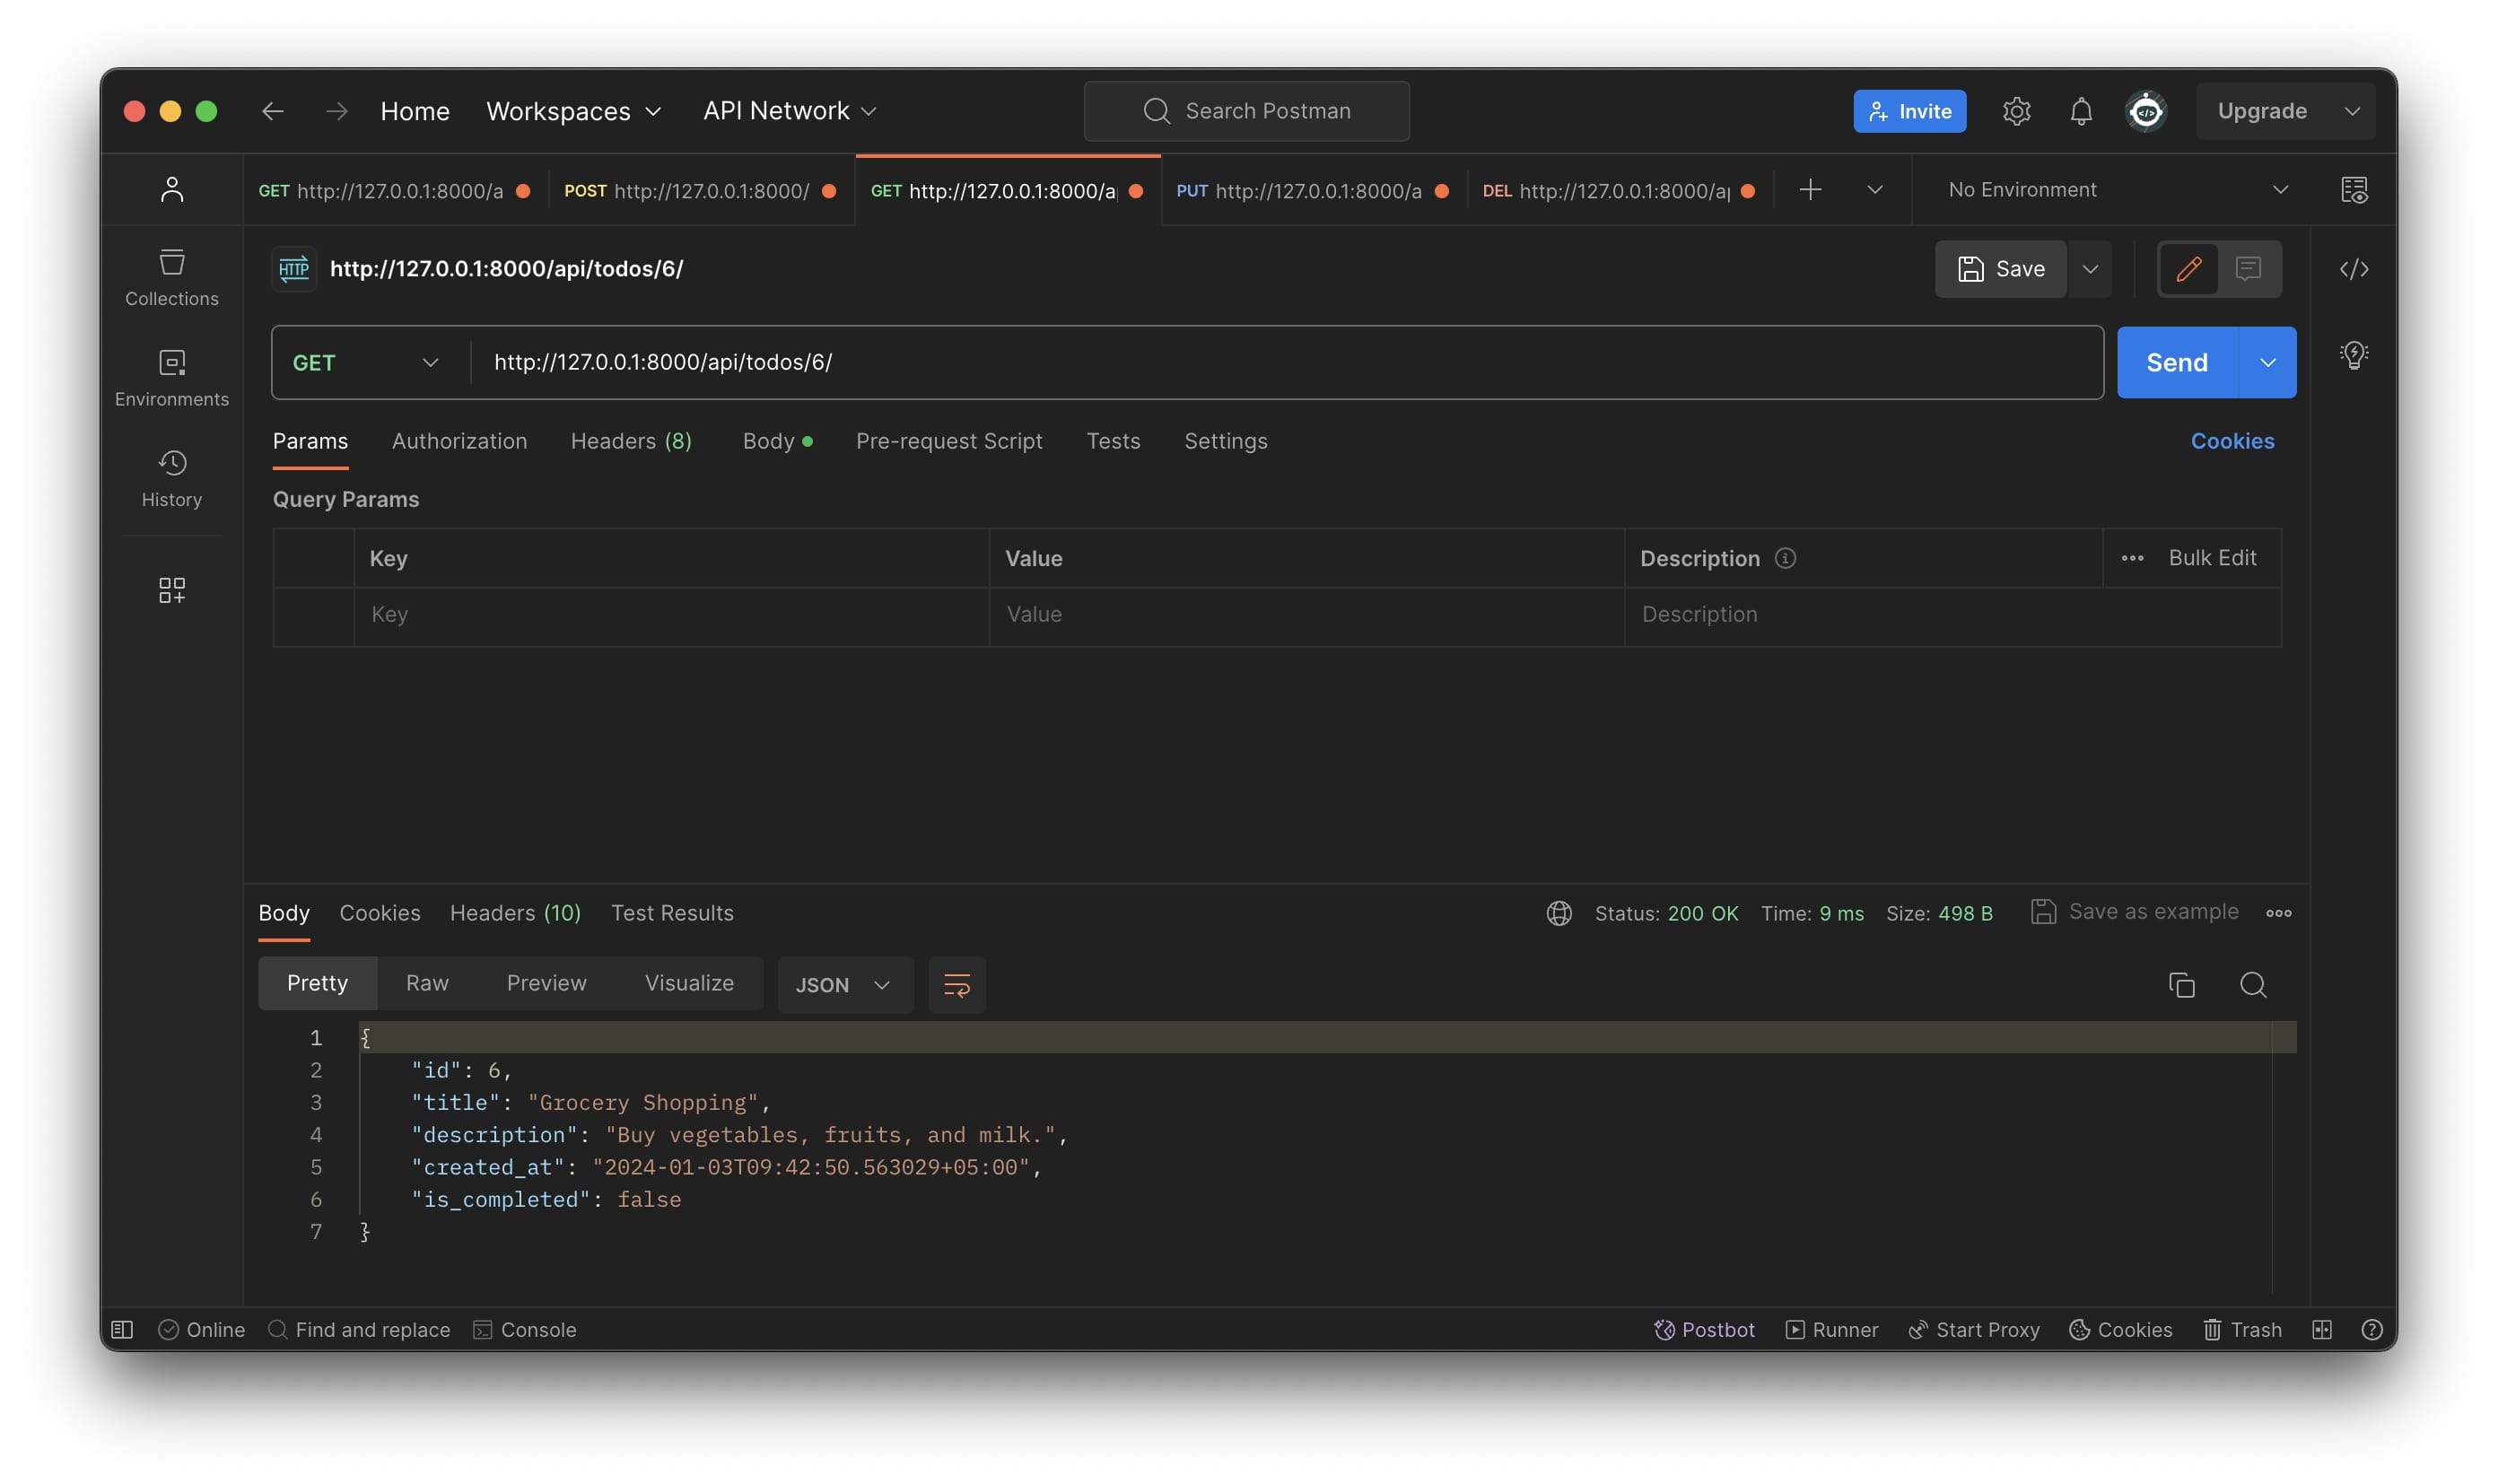 Home Workspaces API Network Search Postman Invite Upgrade
GET http://127.0.0.1:8000/a POST http://127.0.0.1:8000/ GET http://127.0.0.1:8000/a PUT http://127.0.0.1:8000/a DEL http://127.0.0.1:8000/a No Environment
Collections
Environments
History
HTTP http://127.0.0.1:8000/api/todos/6/ Save
GET http://127.0.0.1:8000/api/todos/6/ Send
Params Authorization Headers (8) Body Pre-request Script Tests Settings Cookies
Query Params
Key Value Description Bulk Edit
Key Value Description
Body Cookies Headers (10) Test Results Status: 200 OK Time: 9 ms Size: 498 B Save as example
Pretty Raw Preview Visualize JSON
1 {
2 "id": 6,
3 "title": "Grocery Shopping",
4 "description": "Buy vegetables, fruits, and milk.",
5 "created_at": "2024-01-03T09:42:50.563029+05:00",
6 "is_completed": false
7 }
Online Find and replace Console Postbot Runner Start Proxy Cookies Trash